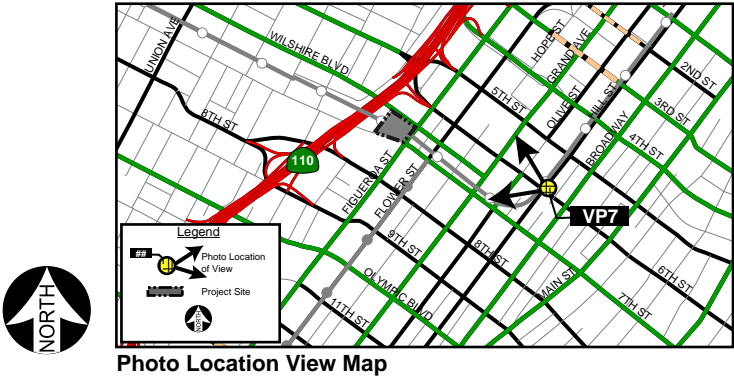 UNION AVE
WILSHIRE BLVD
HOPE ST
GRAND AVE
2ND ST
8TH ST
5TH ST
OLIVE ST
HILL ST
3RD ST
BROADWAY
4TH ST
110
FIGUEROA ST
FLOWER ST
VP7
Legend
##
Photo Location
of View
Project Site
NORTH
9TH ST
8TH ST
6TH ST
OLYMPIC BLVD
MAIN ST
7TH ST
11TH ST
NORTH
Photo Location View Map